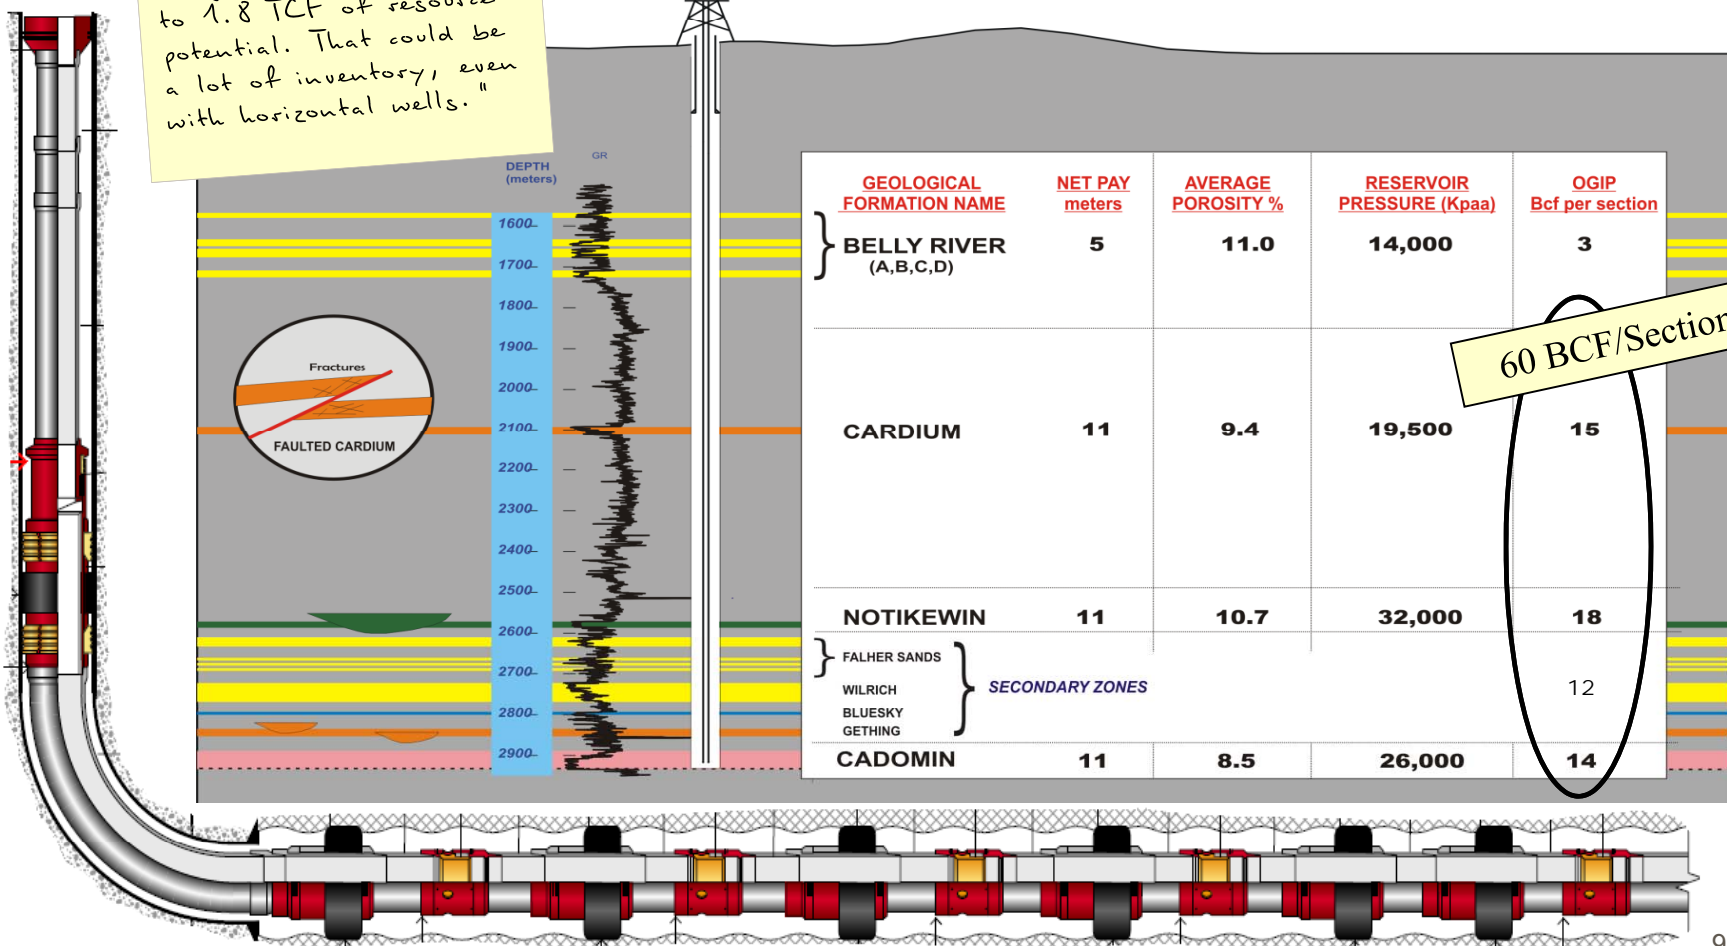 to 1.8 TCF of resource
potential. That could be
a lot of inventory, even
with horizontal wells."
DEPTH
(meters)
GR
1600
1700
1800
1900
2000
2100
2200
2300
2400
2500
2600
2700
2800
2900
Fractures
FAULTED CARDIUM
GEOLOGICAL FORMATION NAME NET PAY meters AVERAGE POROSITY % RESERVOIR PRESSURE (Kpaa) OGIP Bcf per section
BELLY RIVER 5 11.0 14,000 3
(A,B,C,D)
60 BCF/Section
CARDIUM 11 9.4 19,500 15
NOTIKEWIN 11 10.7 32,000 18
FALHER SANDS
WILRICH
BLUESKY
GETHING
SECONDARY ZONES 12
CADOMIN 11 8.5 26,000 14